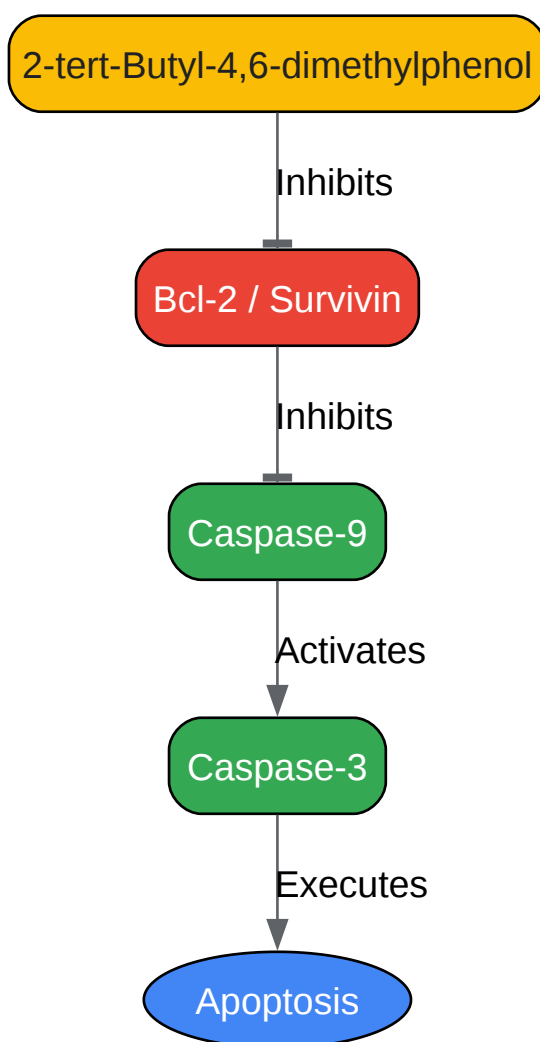 2-tert-Butyl-4,6-dimethylphenol
Inhibits
Bcl-2 / Survivin
Inhibits
Caspase-9
Activates
Caspase-3
Executes
Apoptosis